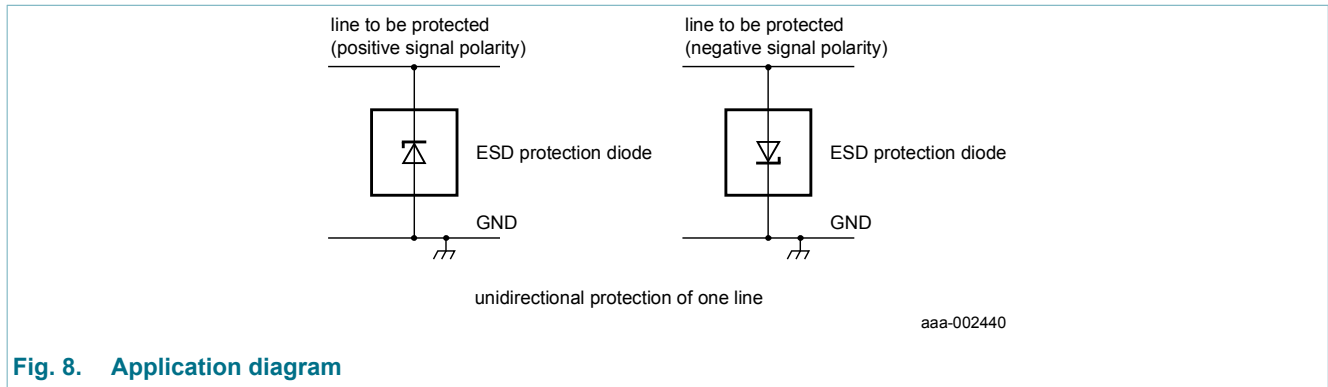 line to be protected
(positive signal polarity)
line to be protected
(negative signal polarity)
ESD protection diode
ESD protection diode
GND
GND
unidirectional protection of one line
aaa-002440
Fig. 8. Application diagram